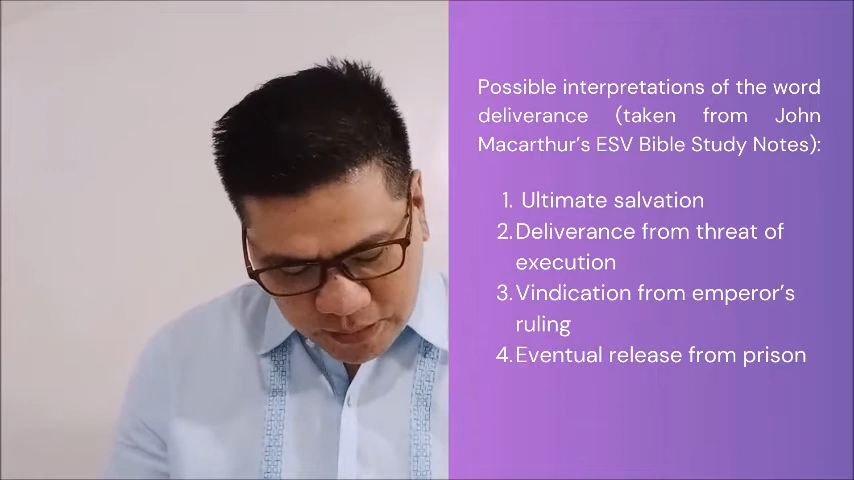 Possible interpretations of the word
deliverance (taken from John
Macarthur's ESV Bible Study Notes):
1. Ultimate salvation
2. Deliverance from threat of
execution
3. Vindication from emperor's
ruling
4. Eventual release from prison